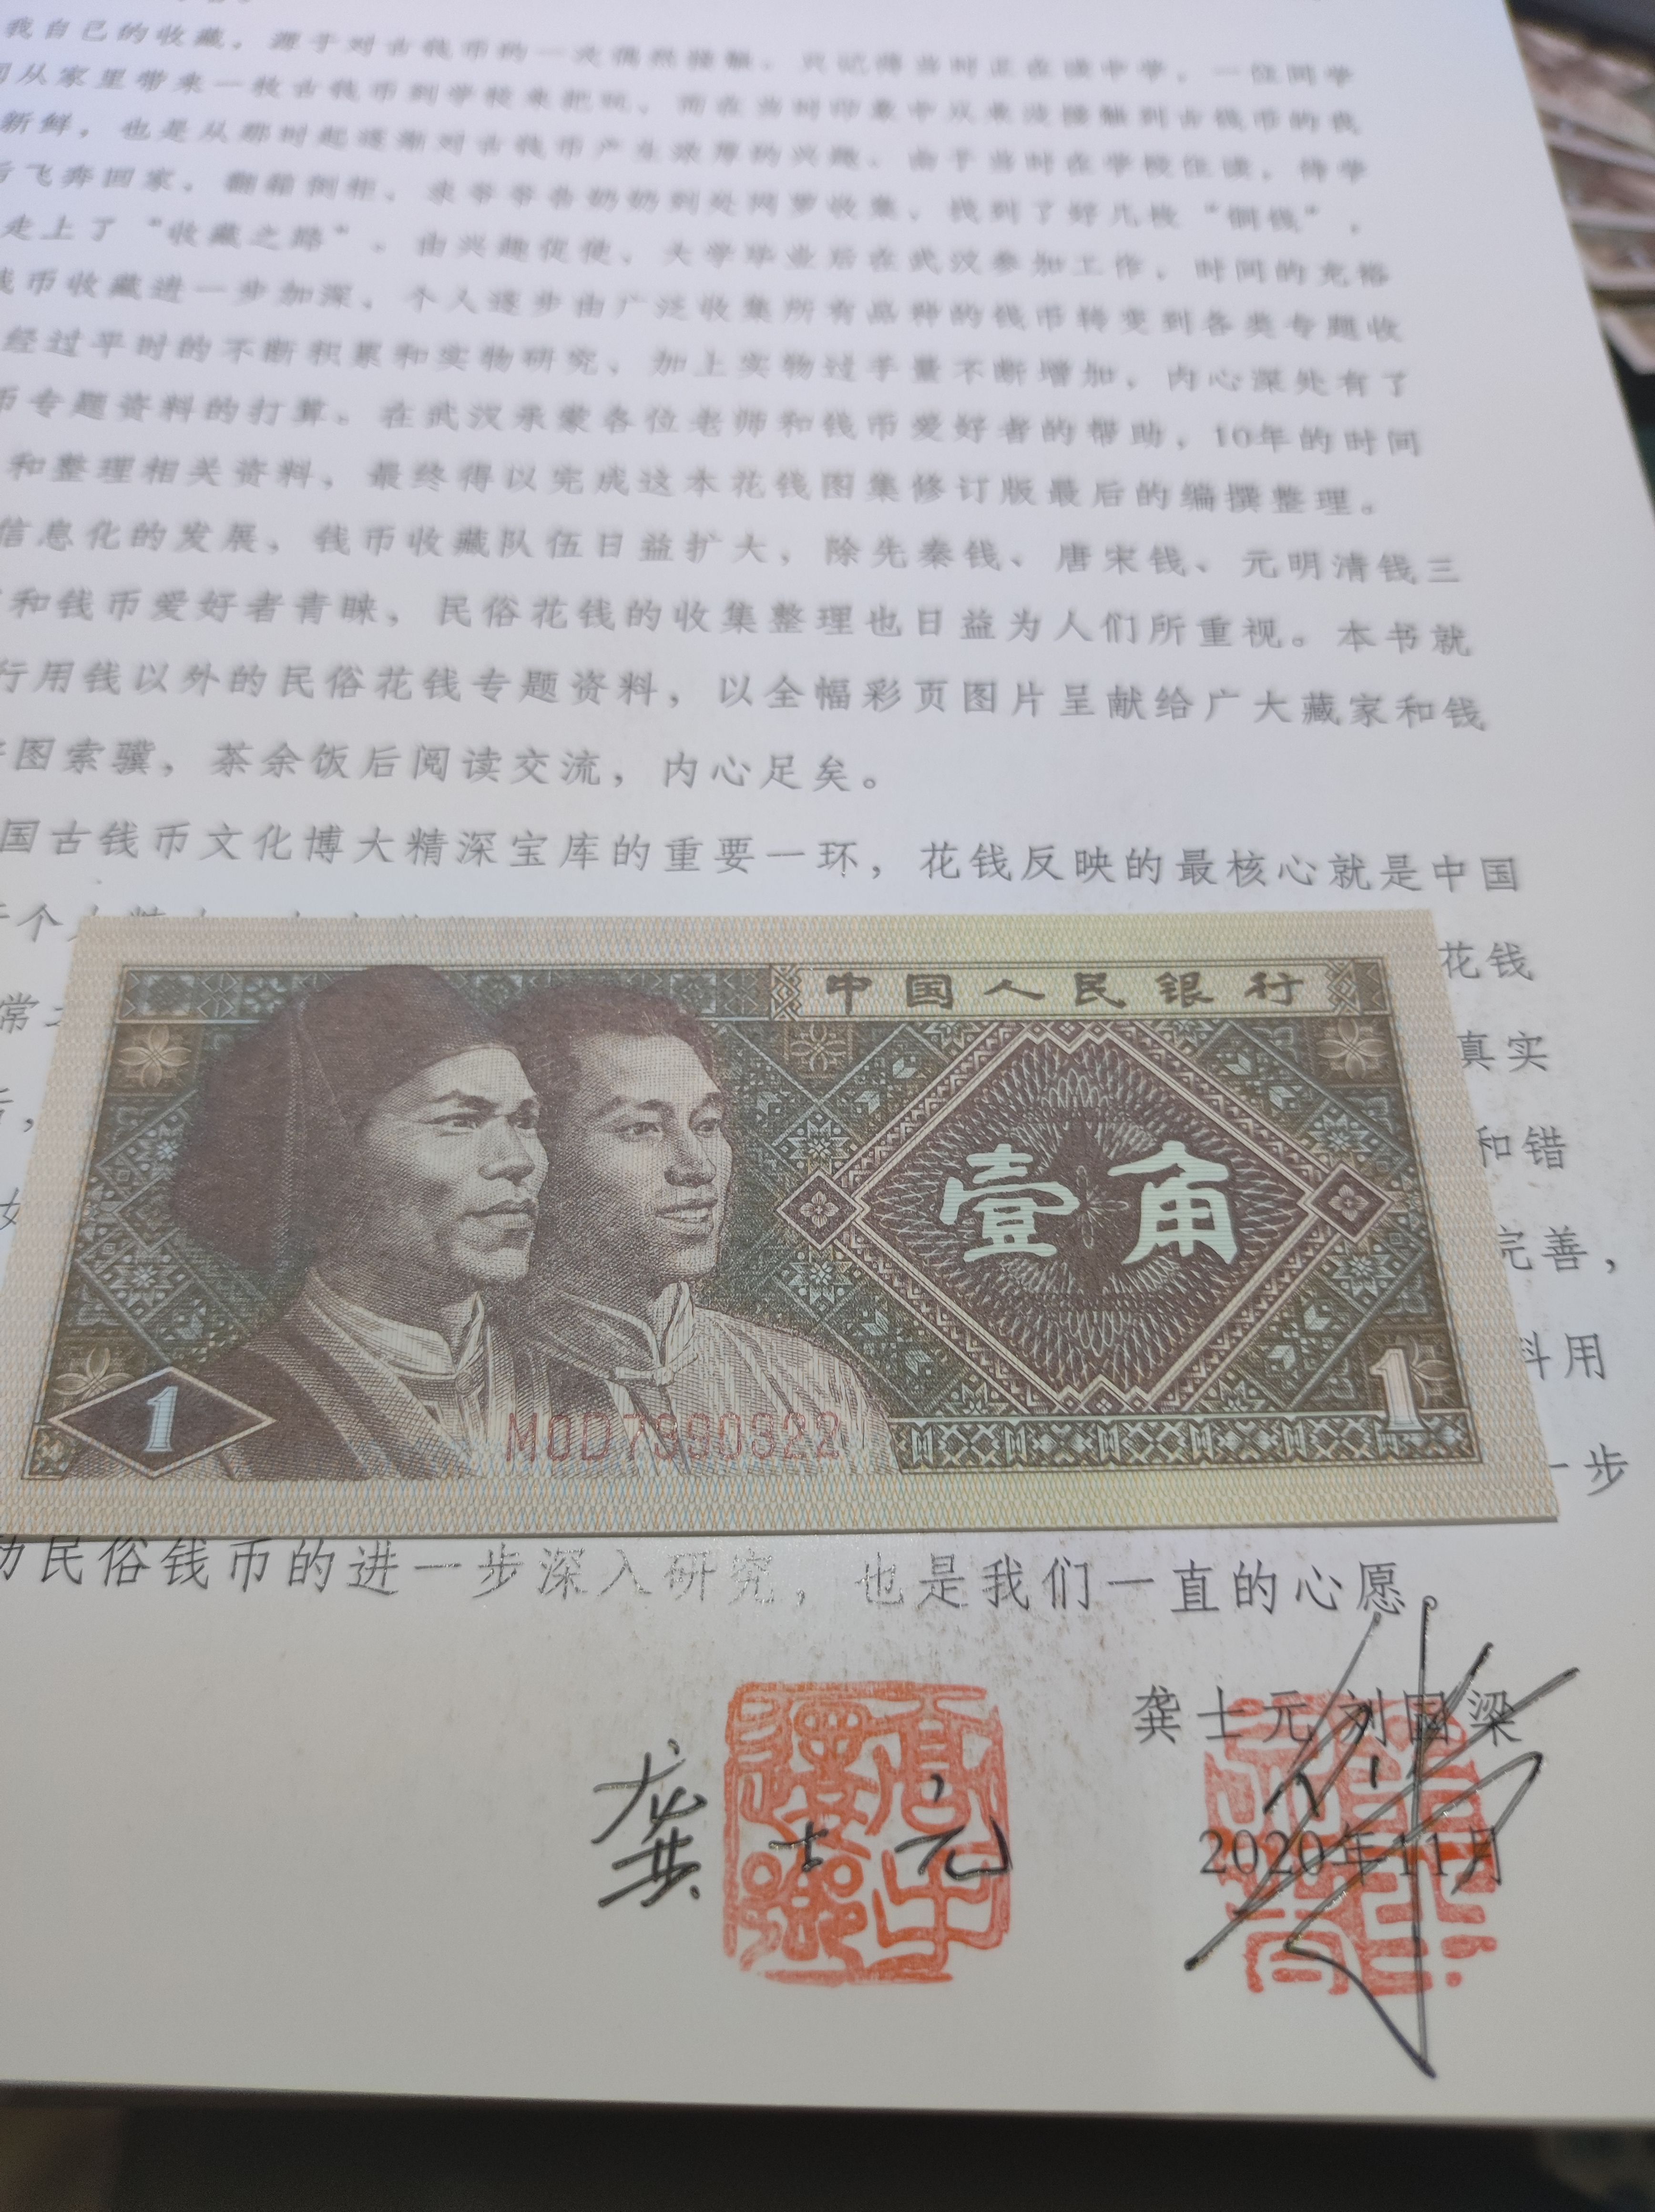 我自己的收藏，源于对古钱币的一次偶然接触。只记得当时正在读中学，一位同学
从家里带来一枚古钱币到学校来把玩，而在当时印象中从来没接触到古钱币的我
新鲜，也是从那时起逐渐对古钱币产生浓厚的兴趣。由于当时在学校住读，待学
后飞奔回家，翻箱倒柜，求爷爷告奶奶到处网罗收集，找到了好几枚“铜钱”，
走上了“收藏之路”。由兴趣促使，大学毕业后在武汉参加工作，时间的充裕
钱币收藏进一步加深，个人逐步由广泛收集所有品种的钱币转变到各类专题收
经过平时的不断积累和实物研究，加上实物过手量不断增加，内心深处有了
币专题资料的打算。在武汉承蒙各位老师和钱币爱好者的帮助，10年的时间
和整理相关资料，最终得以完成这本花钱图集修订版最后的编撰整理。
信息化的发展，钱币收藏队伍日益扩大，除先秦钱、唐宋钱、元明清钱三
和钱币爱好者青睐，民俗花钱的收集整理也日益为人们所重视。本书就
行用钱以外的民俗花钱专题资料，以全幅彩页图片呈献给广大藏家和钱
图索骥，茶余饭后阅读交流，内心足矣。
国古钱币文化博大精深宝库的重要一环，花钱反映的最核心就是中国
个人
花钱
常
真实
后，
和错
完善，
料用
一步
中国人民银行
壹角
1
1
M0D7390322
动民俗钱币的进一步深入研究，也是我们一直的心愿。
龚士元 刘国梁
龚士元
2020年11月